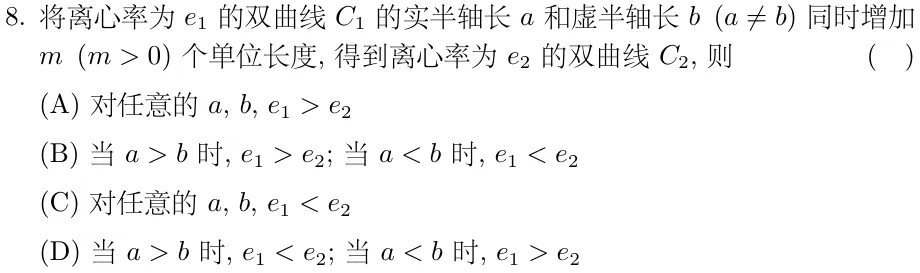 8. 将离心率为 e₁ 的双曲线 C₁ 的实半轴长 a 和虚半轴长 b (a ≠ b) 同时增加
m (m > 0) 个单位长度, 得到离心率为 e₂ 的双曲线 C₂, 则 ( )
(A) 对任意的 a, b, e₁ > e₂
(B) 当 a > b 时, e₁ > e₂; 当 a < b 时, e₁ < e₂
(C) 对任意的 a, b, e₁ < e₂
(D) 当 a > b 时, e₁ < e₂; 当 a < b 时, e₁ > e₂